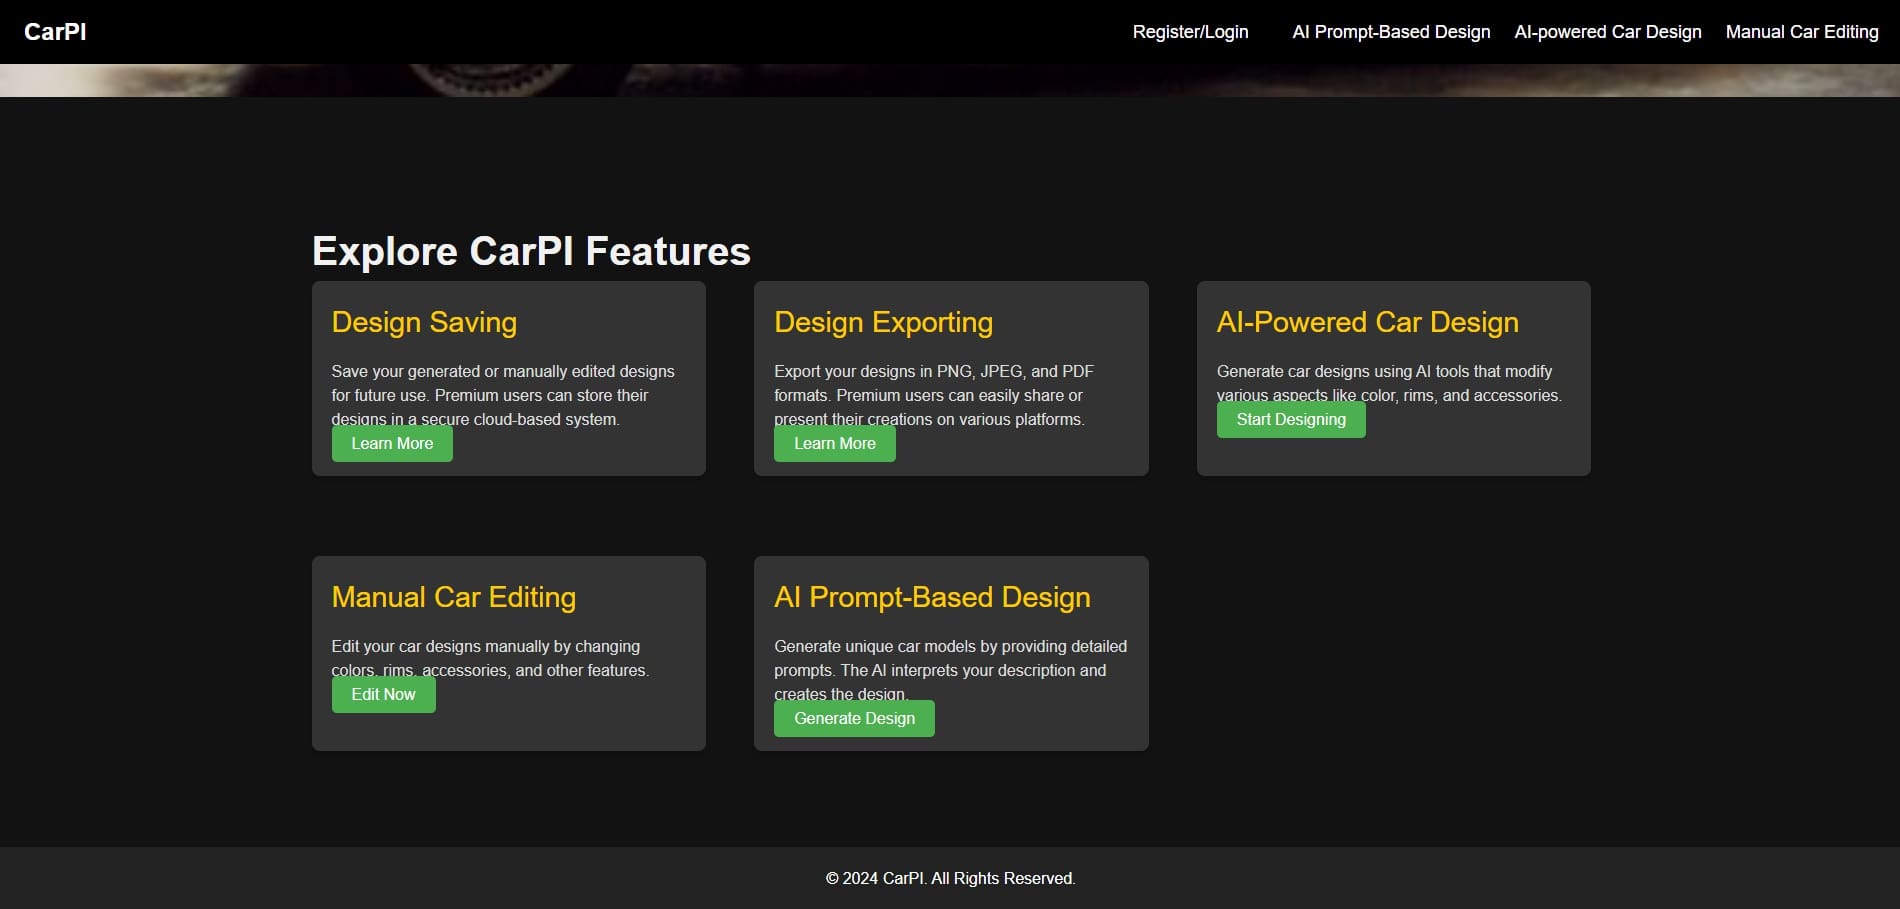 CarPI
Register/Login
AI Prompt-Based Design
AI-powered Car Design
Manual Car Editing
Explore CarPI Features
Design Saving
Save your generated or manually edited designs
for future use. Premium users can store their
designs in a secure cloud-based system.
Learn More
Design Exporting
Export your designs in PNG, JPEG, and PDF
formats. Premium users can easily share or
present their creations on various platforms.
Learn More
AI-Powered Car Design
Generate car designs using AI tools that modify
various aspects like color, rims, and accessories.
Start Designing
Manual Car Editing
Edit your car designs manually by changing
colors, rims, accessories, and other features.
Edit Now
AI Prompt-Based Design
Generate unique car models by providing detailed
prompts. The AI interprets your description and
creates the design.
Generate Design
© 2024 CarPI. All Rights Reserved.